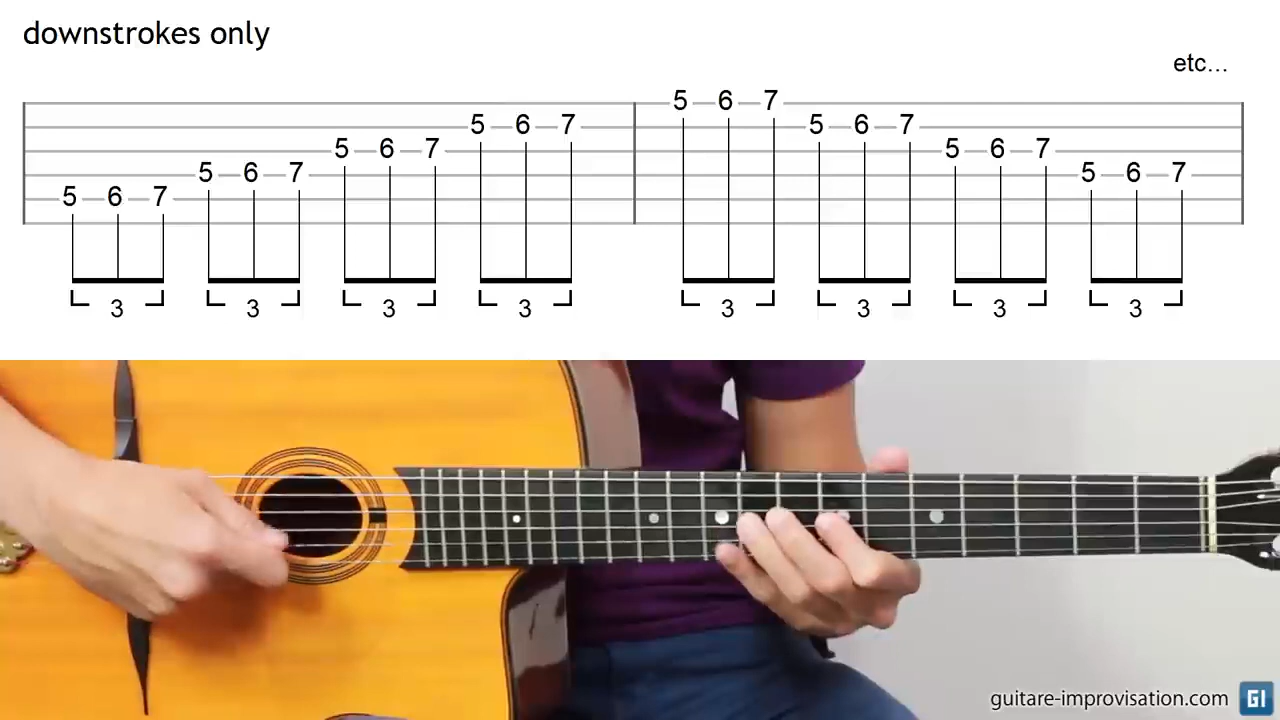 downstrokes only
etc...
5 6 7
5 6 7 5 6 7
5 6 7 5 6 7
5 6 7 5 6 7
5 6 7
3 3 3 3 3 3 3 3
guitare-improvisation.com GI